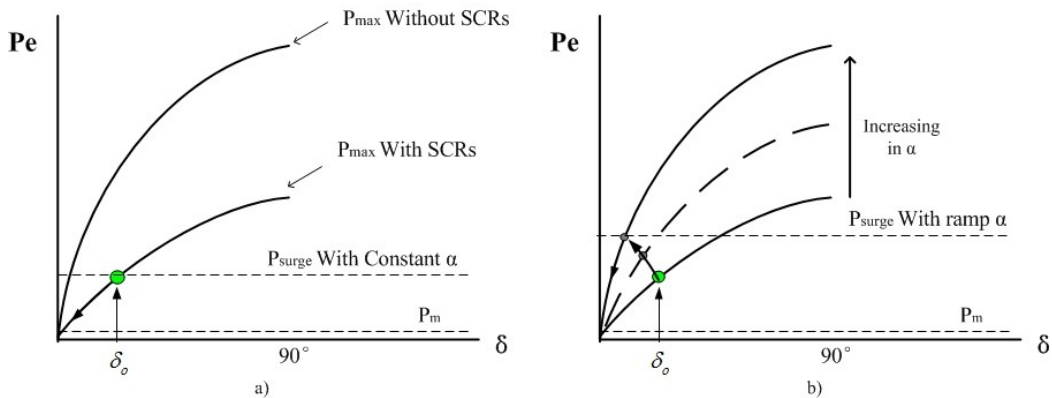 Pe
Pmax Without SCRs
Pmax With SCRs
Psurge With Constant α
Pm
δ
δo
90°
a)
Pe
Increasing
in α
Psurge With ramp α
Pm
δ
δo
90°
b)